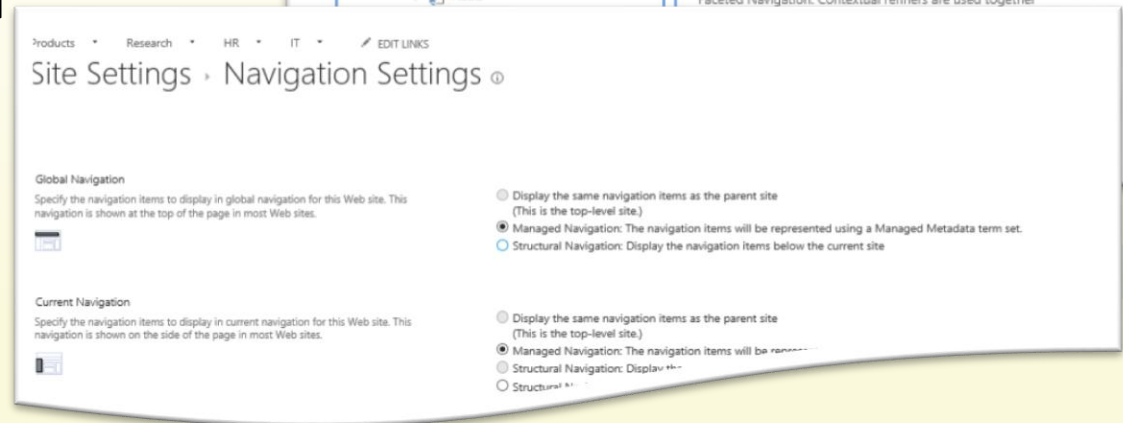 Faceted Navigation. Contextual refiners are used together
Products Research HR IT EDIT LINKS
Site Settings › Navigation Settings
Global Navigation
Specify the navigation items to display in global navigation for this Web site. This
navigation is shown at the top of the page in most Web sites.
Display the same navigation items as the parent site
(This is the top-level site.)
Managed Navigation: The navigation items will be represented using a Managed Metadata term set.
Structural Navigation: Display the navigation items below the current site
Current Navigation
Specify the navigation items to display in current navigation for this Web site. This
navigation is shown on the side of the page in most Web sites.
Display the same navigation items as the parent site
(This is the top-level site.)
Managed Navigation: The navigation items will be
Structural Navigation: Display
Structural